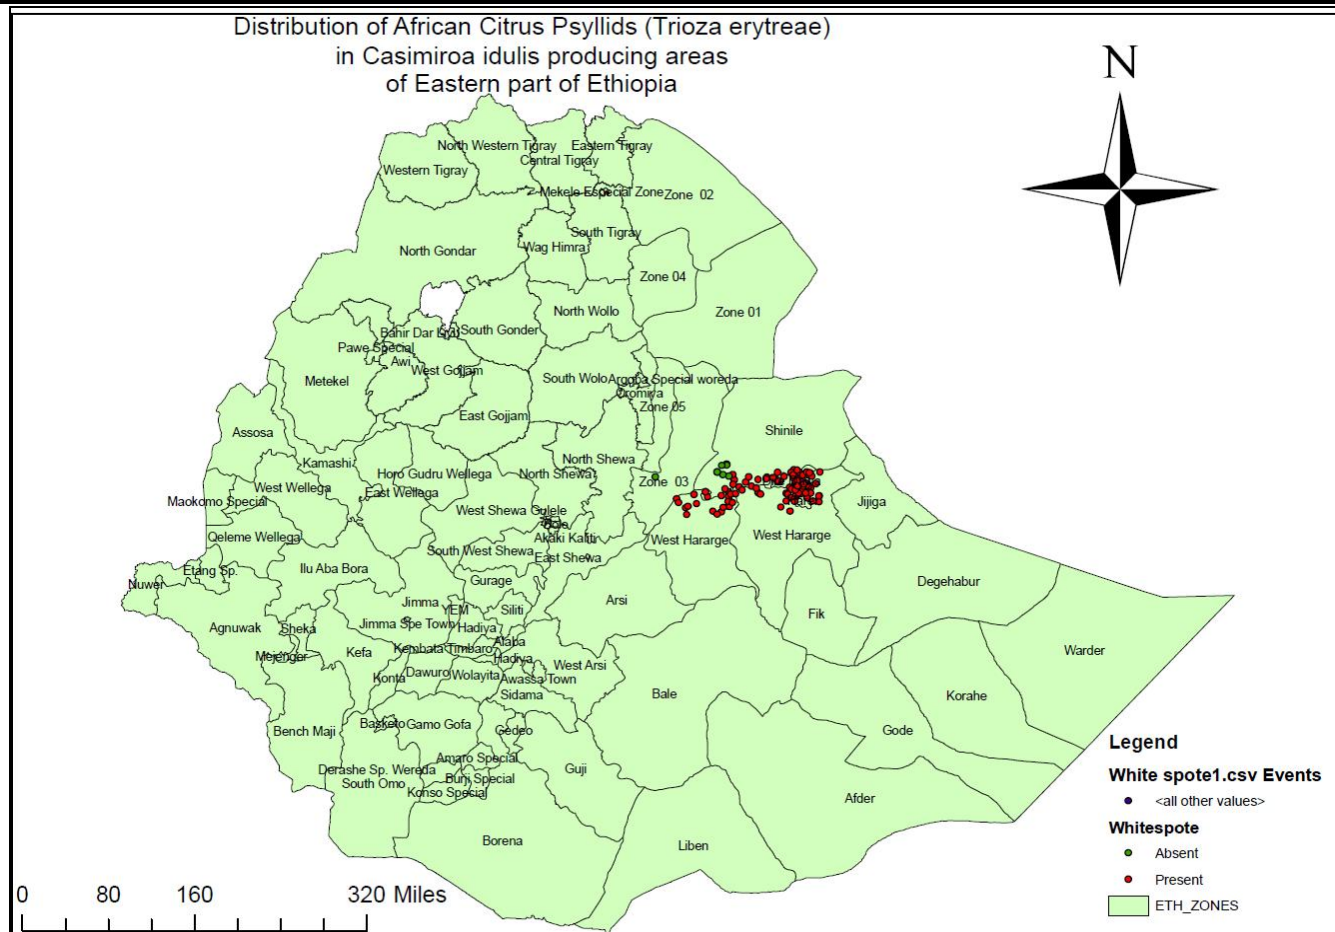 Distribution of African Citrus Psyllids (Trioza erytreae)
in Casimiroa idulis producing areas
of Eastern part of Ethiopia
N
North Western Tigray
Eastern Tigray
Central Tigray
Western Tigray
Mekele Especial Zone
Zone 02
South Tigray
North Gondar
Wag Himra
Zone 04
North Wollo
Zone 01
Bahir Dar
South Gonder
Pawe Special
Awi
West Gojjam
Metekel
South Wolo
Argoba Special woreda
Oromiya
Zone 05
East Gojjam
Shinile
Assosa
Kamashi
North Shewa
Horo Gudru Wellega
North Shewa
West Wellega
East Wellega
Zone 03
Maokomo Special
West Shewa
Gulele
Jijiga
Bole
Qeleme Wellega
Akaki Kaliti
West Hararge
West Hararge
South West Shewa
East Shewa
Etang Sp.
Ilu Aba Bora
Nuwer
Gurage
Degehabur
Jimma
YEM
Siliti
Arsi
Fik
Agnuwak
Sheka
Jimma Spe Town
Hadiya
Alaba
Mejenger
Kefa
Kembata Timbaro
Hadiya
West Arsi
Warder
Konta
Dawuro
Wolayita
Awassa Town
Sidama
Bale
Korahe
Bench Maji
Basketo
Gamo Gofa
Gedeo
Gode
Amaro Special
Derashe Sp. Wereda
South Omo
Burji Special
Konso Special
Guji
Afder
Borena
Liben
Legend
White spote1.csv Events
<all other values>
Whitespote
Absent
Present
ETH_ZONES
0 80 160 320 Miles